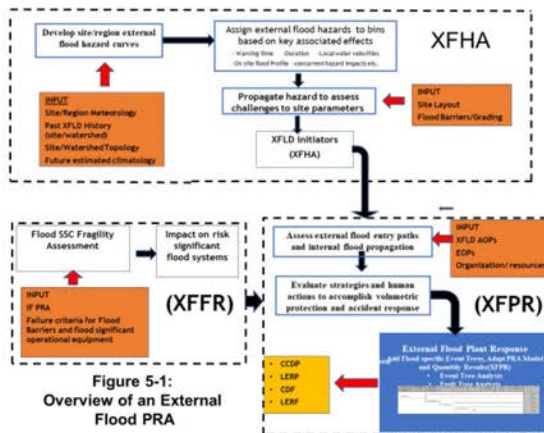 Develop site/region external
flood hazard curves
Assign external flood hazards to bins
based on key associated effects
- Warning time - Duration - Local water velocities
- On site flood Profile - concurrent hazard impacts etc.
XFHA
INPUT
Site/Region Meteorology
Past XFLD History
(site/watershed)
Site/Watershed Topology
Future estimated climatology
Propagate hazard to assess
challenges to site parameters
INPUT
Site Layout
Flood Barriers/Grading
XFLD initiators
(XFHA)
Flood SSC Fragility
Assessment
Impact on risk
significant
flood systems
(XFFR)
INPUT
IF PRA
Failure criteria for Flood
Barriers and flood significant
operational equipment
Figure 5-1:
Overview of an External
Flood PRA
Assess external flood entry paths
and internal flood propagation
INPUT
XFLD AOPs
EOPs
Organization/ resources
Evaluate strategies and human
actions to accomplish volumetric
protection and accident response
(XFPR)
External Flood Plant Response
Add Flood specific Event Trees, Adapt PRA Model
and Quantify Results(XFPR)
• Event Tree Analysis
• Fault Tree Analysis
• CCDP
• LERP
• CDF
• LERF